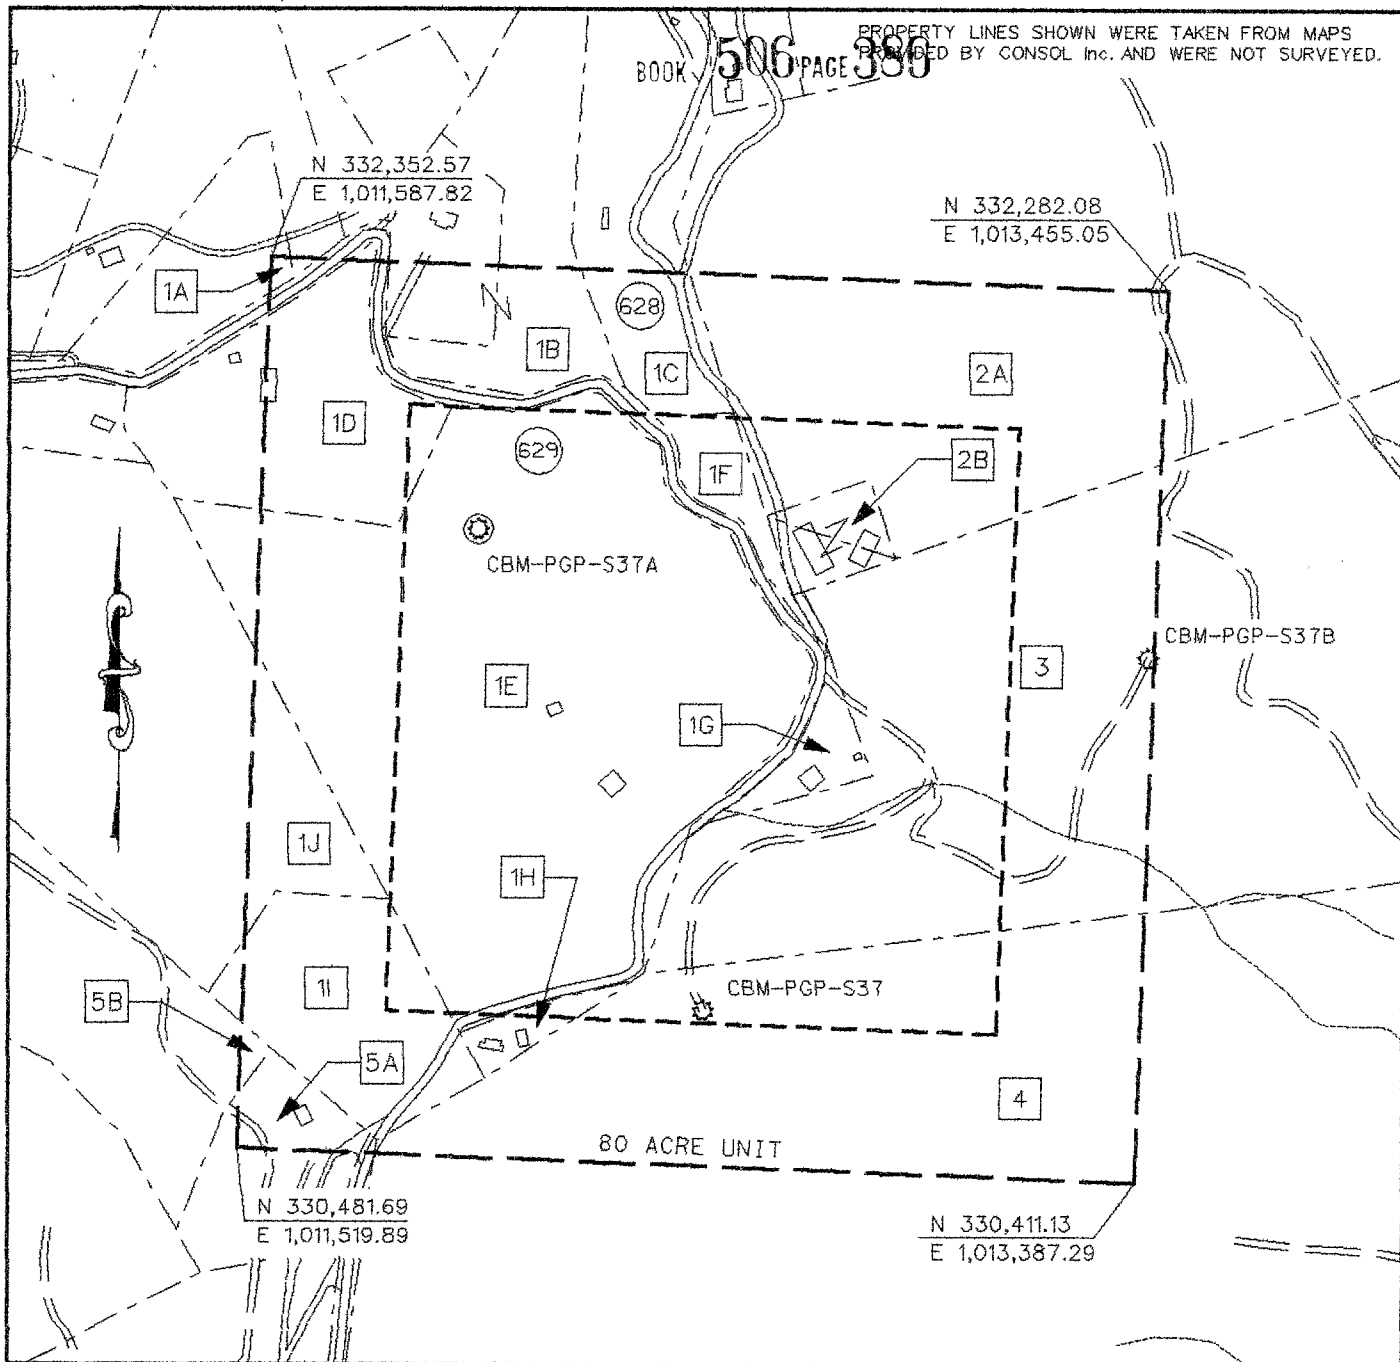 PROPERTY LINES SHOWN WERE TAKEN FROM MAPS
BOOK 506 PAGE 386
BY CONSOL Inc. AND WERE NOT SURVEYED.
N 332,352.57
E 1,011,587.82
N 332,282.08
E 1,013,455.05
1A
628
1B
1C
2A
1D
629
1F
2B
CBM-PGP-S37A
CBM-PGP-S37B
3
1E
1G
1J
1H
1I
CBM-PGP-S37
5B
5A
4
80 ACRE UNIT
N 330,481.69
E 1,011,519.89
N 330,411.13
E 1,013,387.29